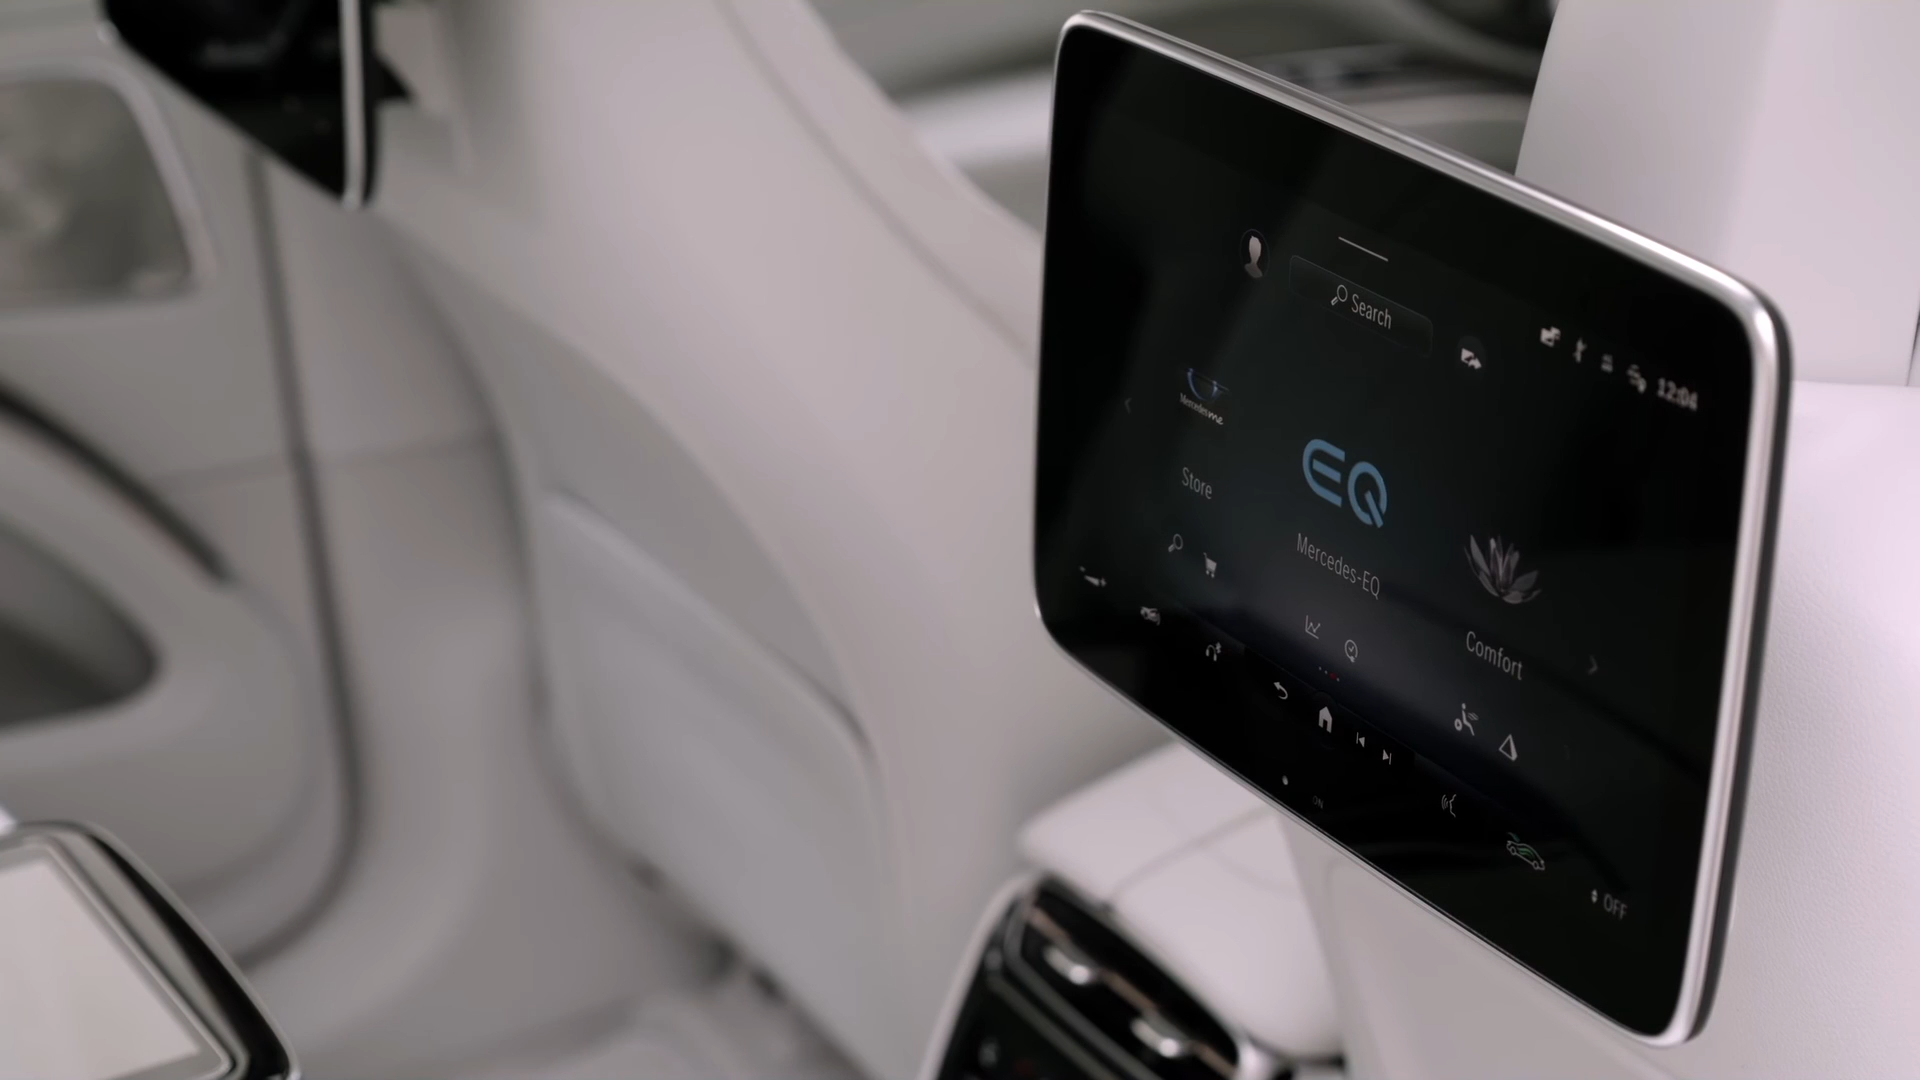 Search
12:04
Mercedes me
EQ
Store
Mercedes-EQ
Comfort
ON
OFF